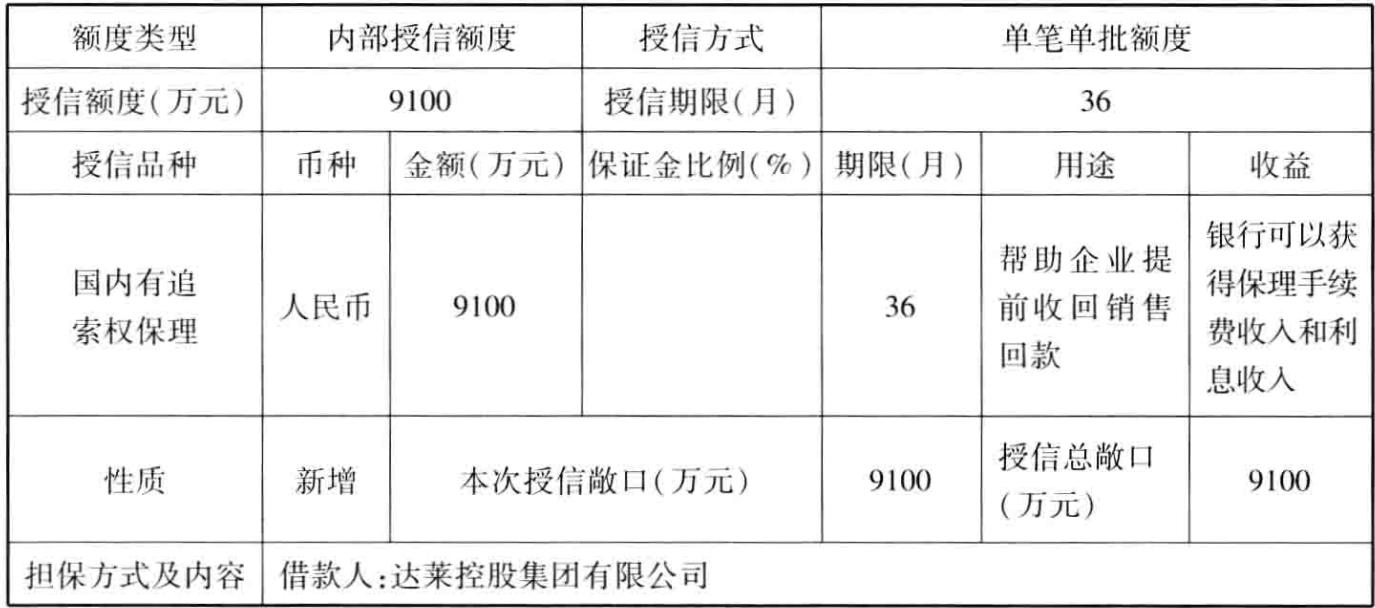 额度类型 内部授信额度 授信方式 单笔单批额度
授信额度(万元) 9100 授信期限(月) 36
授信品种 币种 金额(万元) 保证金比例(%) 期限(月) 用途 收益
国内有追
索权保理
人民币
9100
36
帮助企业提
前收回销售
回款
银行可以获
得保理手续
费收入和利
息收入
性质 新增 本次授信敞口(万元) 9100
授信总敞口
(万元)
9100
担保方式及内容 借款人:达莱控股集团有限公司